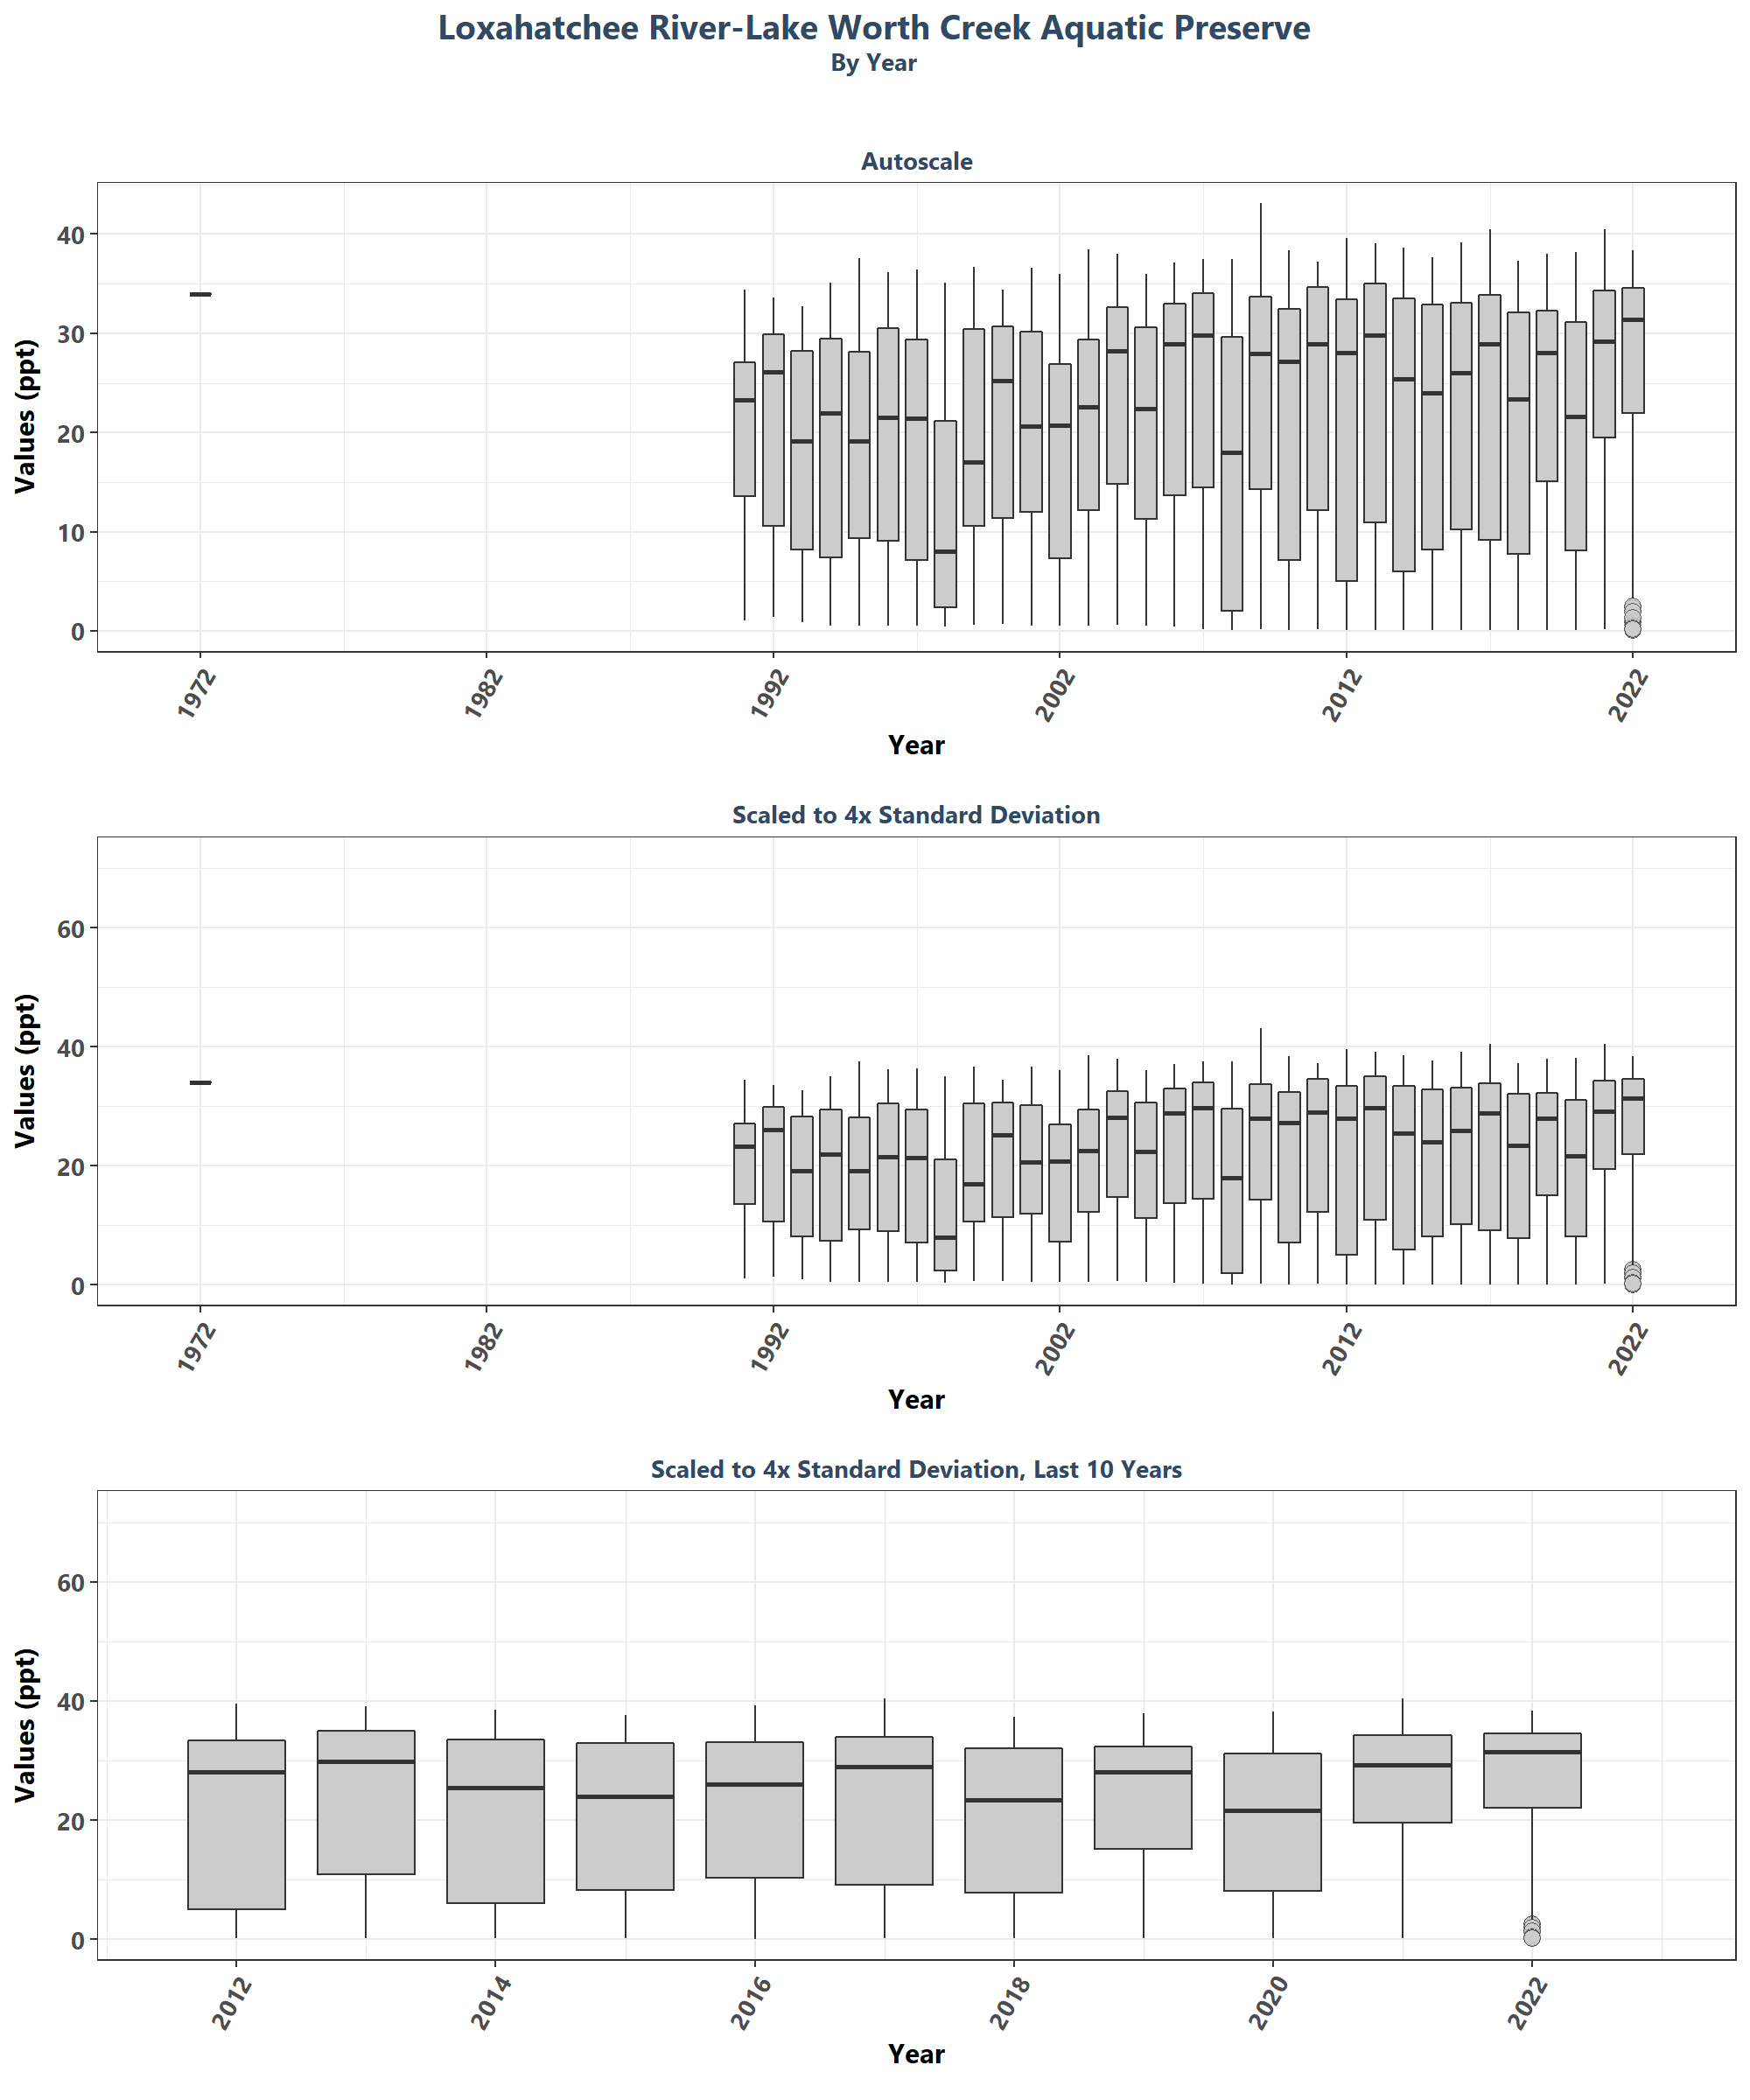 Loxahatchee River-Lake Worth Creek Aquatic Preserve
By Year
Autoscale
Values (ppt)
40
30
20
10
0
1972
1982
1992
2002
2012
2022
Year
Scaled to 4x Standard Deviation
Values (ppt)
60
40
20
0
1972
1982
1992
2002
2012
2022
Year
Scaled to 4x Standard Deviation, Last 10 Years
Values (ppt)
60
40
20
0
2012
2014
2016
2018
2020
2022
Year